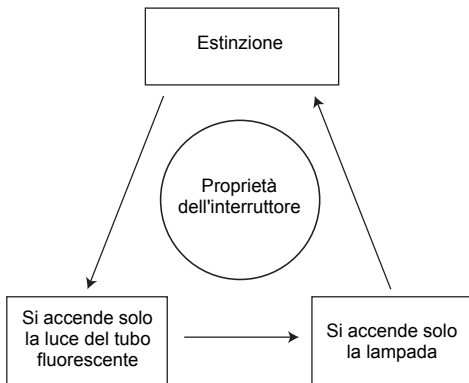 Estinzione
Proprietà
dell'interruttore
Si accende solo
la luce del tubo
fluorescente
Si accende solo
la lampada